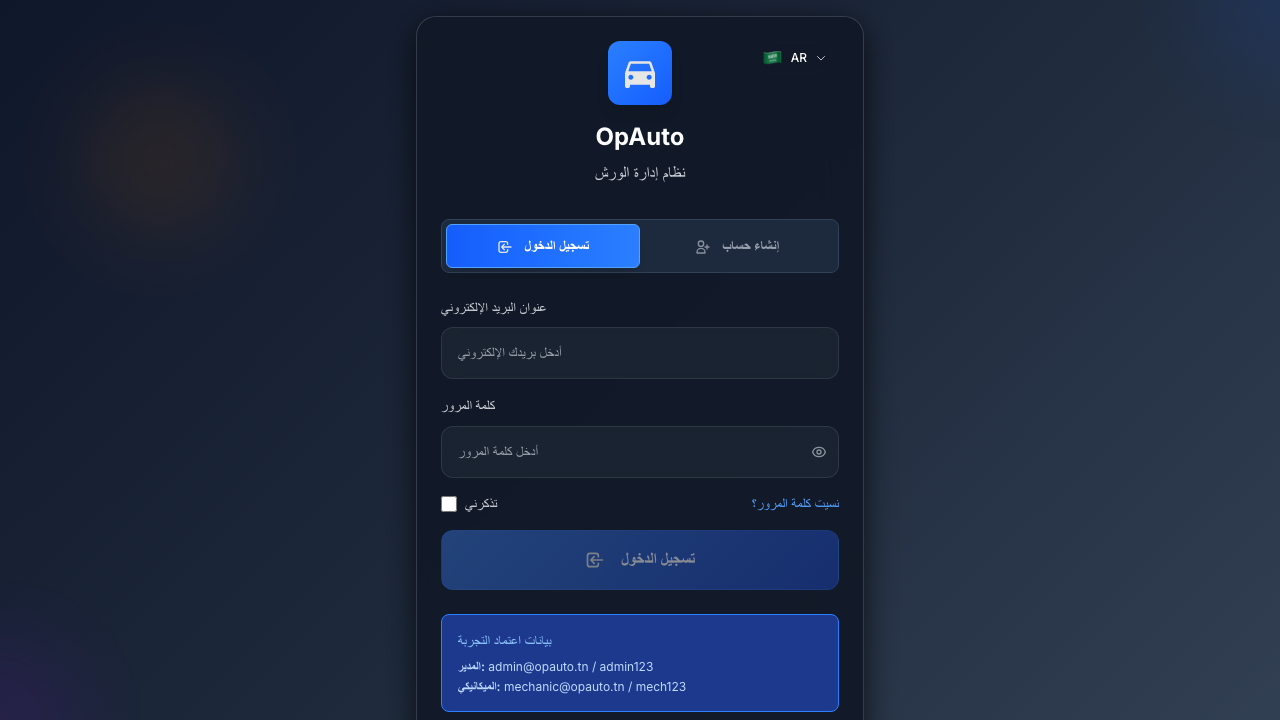 AR
OpAuto
نظام إدارة الورش
تسجيل الدخول
إنشاء حساب
عنوان البريد الإلكتروني
أدخل بريدك الإلكتروني
كلمة المرور
أدخل كلمة المرور
تذكرني
نسيت كلمة المرور؟
تسجيل الدخول
بيانات اعتماد التجربة
المدير: admin@opauto.tn / admin123
الميكانيكي: mechanic@opauto.tn / mech123